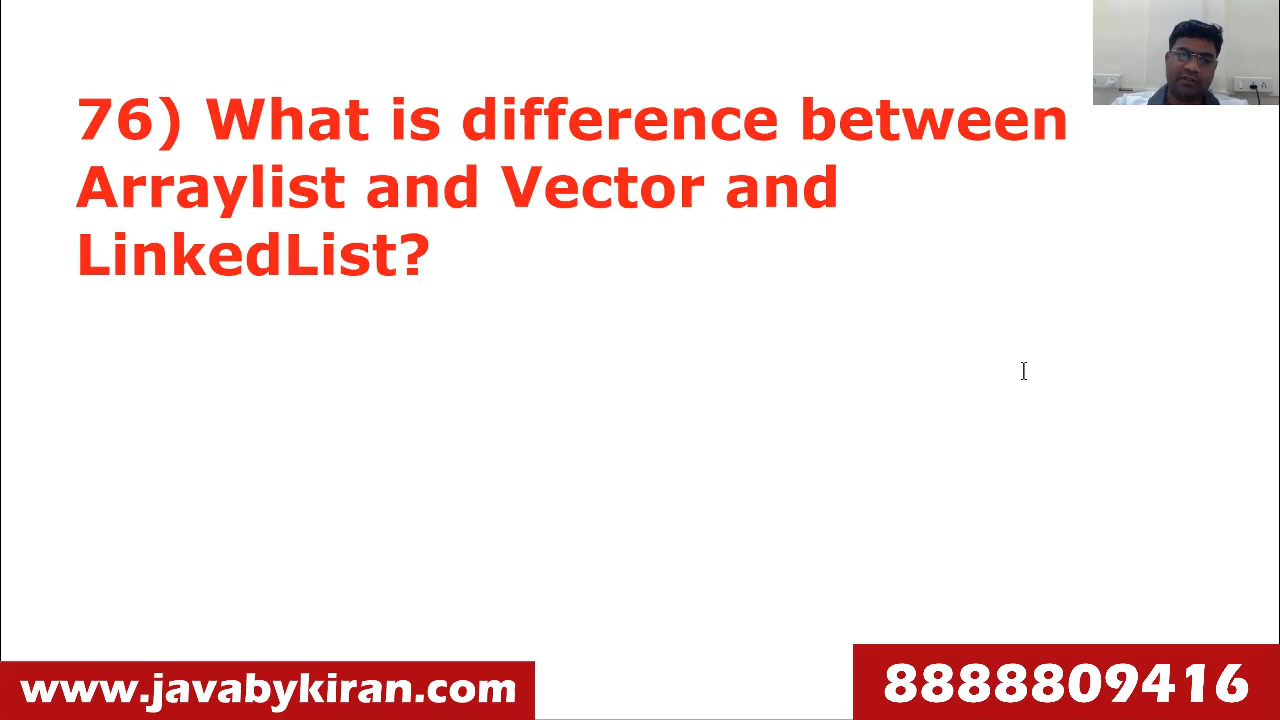 76) What is difference between
Arraylist and Vector and
LinkedList?
www.javabykiran.com
8888809416